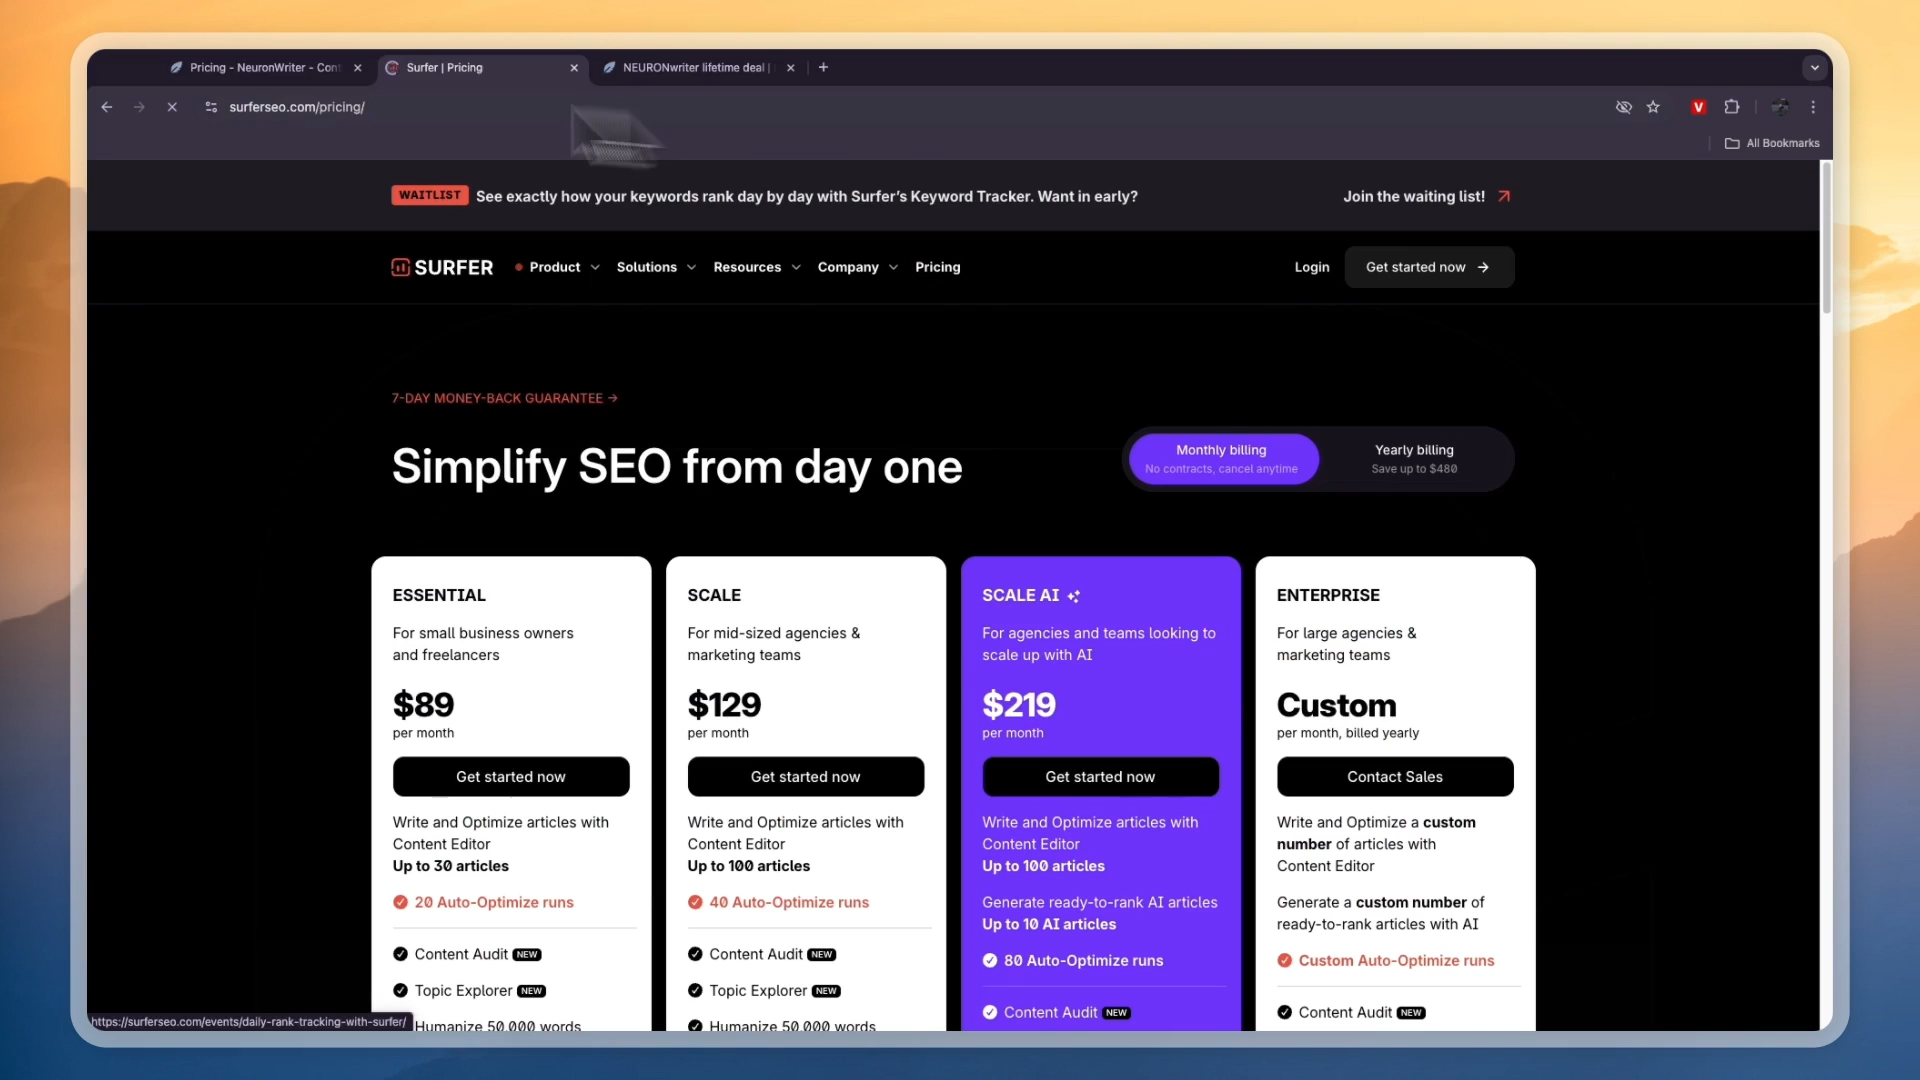 Pricing - NeuronWriter - Cont
Surfer | Pricing
NEURONwriter lifetime deal |
surferseo.com/pricing/
V
All Bookmarks
WAITLIST See exactly how your keywords rank day by day with Surfer's Keyword Tracker. Want in early?
Join the waiting list!
SURFER
Product
Solutions
Resources
Company
Pricing
Login
Get started now →
7-DAY MONEY-BACK GUARANTEE →
Simplify SEO from day one
Monthly billing
No contracts, cancel anytime
Yearly billing
Save up to $480
ESSENTIAL
For small business owners
and freelancers
$89
per month
Get started now
Write and Optimize articles with
Content Editor
Up to 30 articles
20 Auto-Optimize runs
Content Audit NEW
Topic Explorer NEW
Humanize 50,000 words
SCALE
For mid-sized agencies &
marketing teams
$129
per month
Get started now
Write and Optimize articles with
Content Editor
Up to 100 articles
40 Auto-Optimize runs
Content Audit NEW
Topic Explorer NEW
Humanize 50,000 words
SCALE AI
For agencies and teams looking to
scale up with AI
$219
per month
Get started now
Write and Optimize articles with
Content Editor
Up to 100 articles
Generate ready-to-rank AI articles
Up to 10 AI articles
80 Auto-Optimize runs
Content Audit NEW
ENTERPRISE
For large agencies &
marketing teams
Custom
per month, billed yearly
Contact Sales
Write and Optimize a custom
number of articles with
Content Editor
Generate a custom number of
ready-to-rank articles with AI
Custom Auto-Optimize runs
Content Audit NEW
https://surferseo.com/events/daily-rank-tracking-with-surfer/